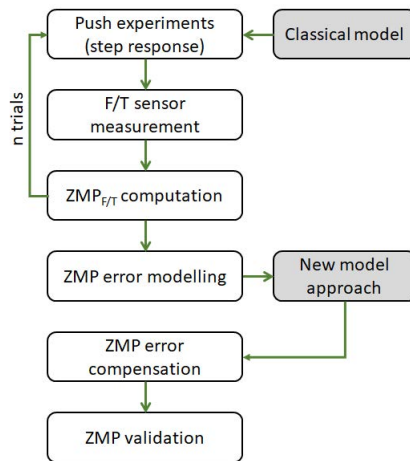 Push experiments
(step response)
Classical model
n trials
F/T sensor
measurement
ZMP_F/T computation
ZMP error modelling
New model
approach
ZMP error
compensation
ZMP validation